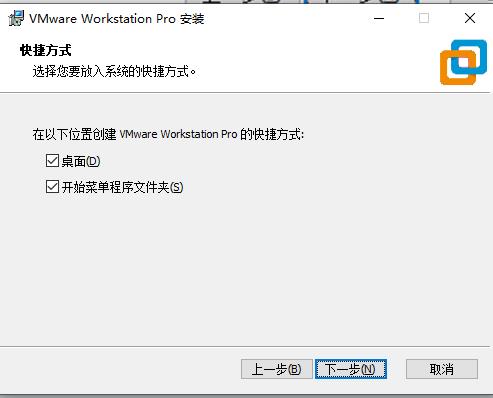 VMware Workstation Pro 安装
快捷方式
选择您要放入系统的快捷方式。
在以下位置创建 VMware Workstation Pro 的快捷方式:
桌面(D)
开始菜单程序文件夹(S)
上一步(B) 下一步(N) 取消